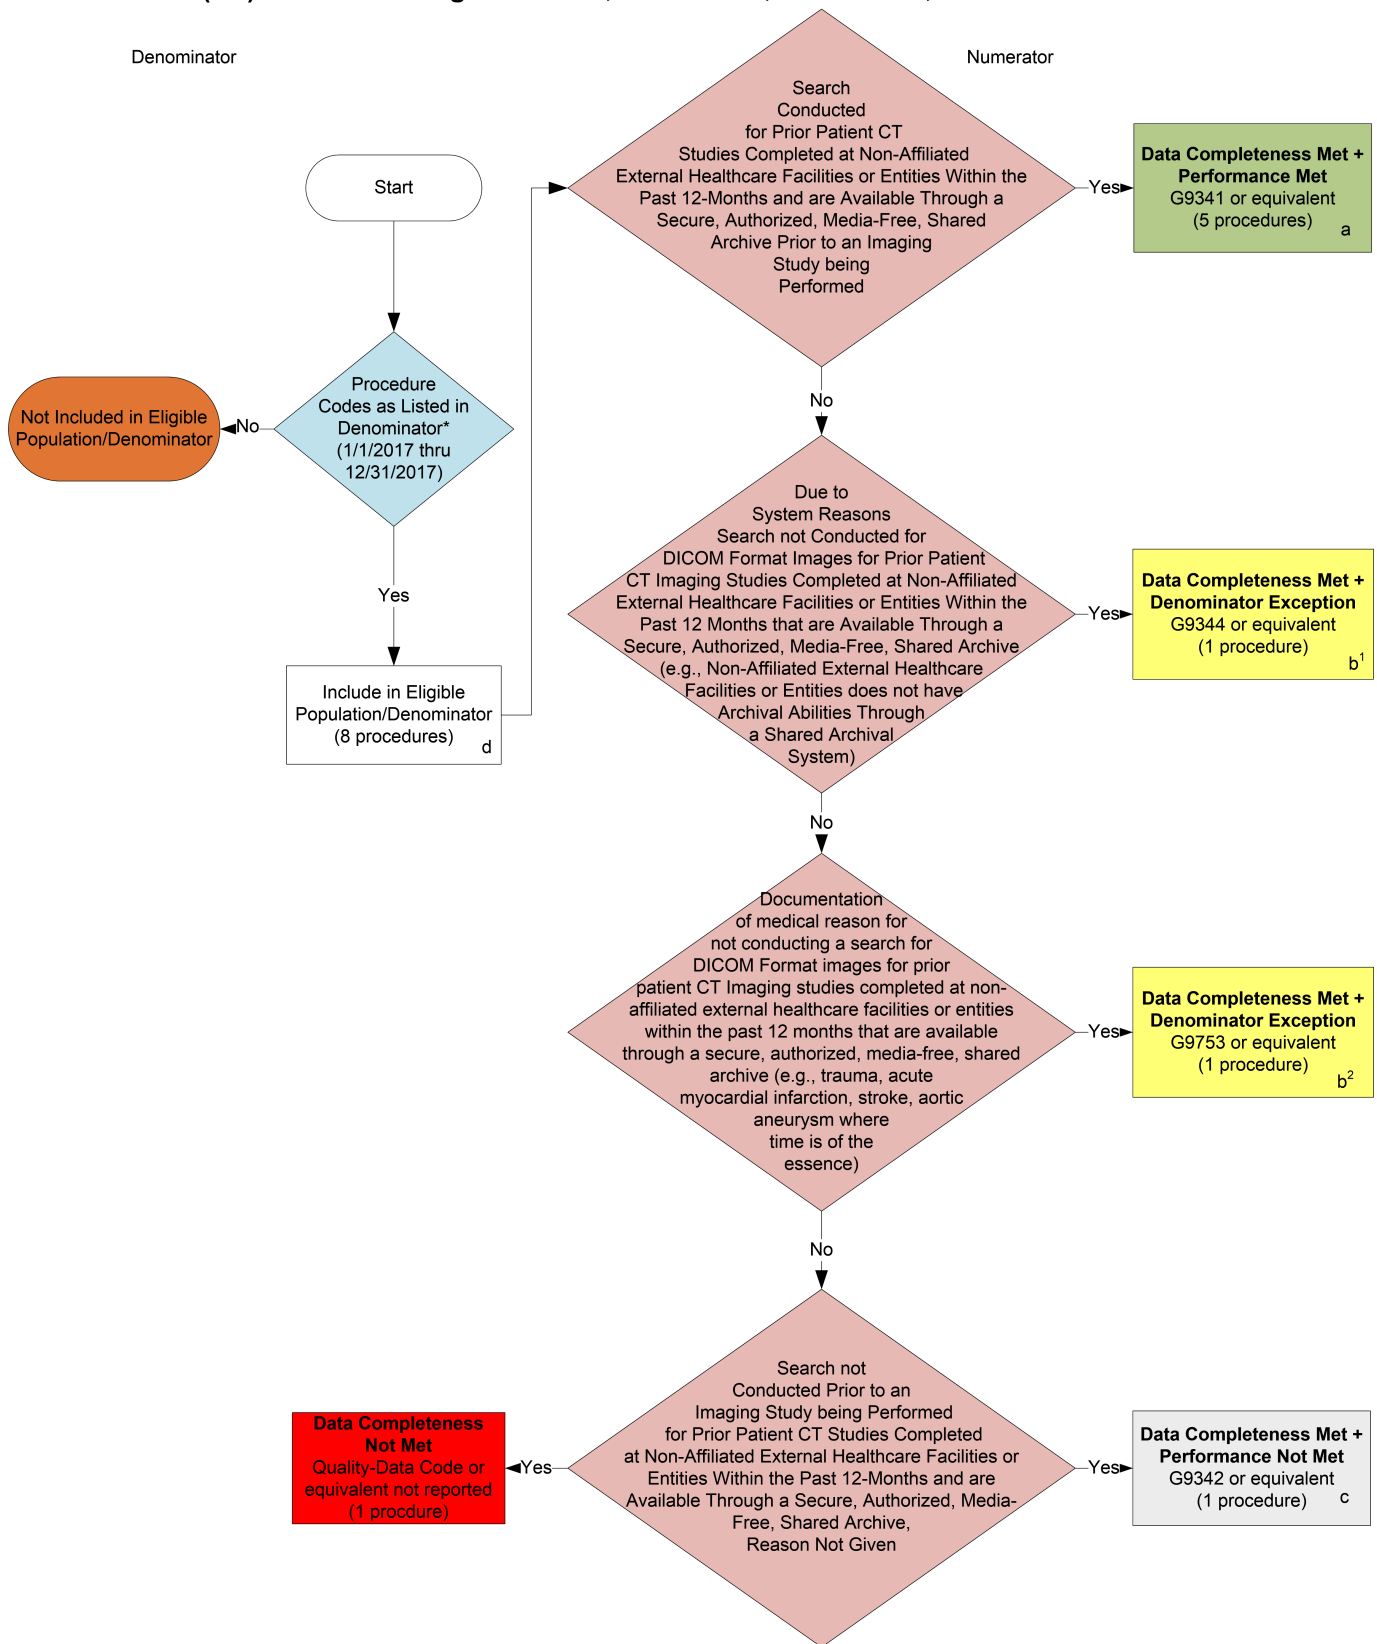 Denominator
Numerator
Start
Procedure
Codes as Listed in
Denominator*
(1/1/2017 thru
12/31/2017)
No
Not Included in Eligible
Population/Denominator
Yes
Include in Eligible
Population/Denominator
(8 procedures)
d
Search
Conducted
for Prior Patient CT
Studies Completed at Non-Affiliated
External Healthcare Facilities or Entities Within the
Past 12-Months and are Available Through a
Secure, Authorized, Media-Free, Shared
Archive Prior to an Imaging
Study being
Performed
Yes
Data Completeness Met +
Performance Met
G9341 or equivalent
(5 procedures)
a
No
Due to
System Reasons
Search not Conducted for
DICOM Format Images for Prior Patient
CT Imaging Studies Completed at Non-Affiliated
External Healthcare Facilities or Entities Within the
Past 12 Months that are Available Through a
Secure, Authorized, Media-Free, Shared Archive
(e.g., Non-Affiliated External Healthcare
Facilities or Entities does not have
Archival Abilities Through
a Shared Archival
System)
Yes
Data Completeness Met +
Denominator Exception
G9344 or equivalent
(1 procedure)
b1
No
Documentation
of medical reason for
not conducting a search for
DICOM Format images for prior
patient CT Imaging studies completed at non-
affiliated external healthcare facilities or entities
within the past 12 months that are available
through a secure, authorized, media-free, shared
archive (e.g., trauma, acute
myocardial infarction, stroke, aortic
aneurysm where
time is of the
essence)
Yes
Data Completeness Met +
Denominator Exception
G9753 or equivalent
(1 procedure)
b2
No
Search not
Conducted Prior to an
Imaging Study being Performed
for Prior Patient CT Studies Completed
at Non-Affiliated External Healthcare Facilities or
Entities Within the Past 12-Months and are
Available Through a Secure, Authorized, Media-
Free, Shared Archive,
Reason Not Given
Yes
Data Completeness Met +
Performance Not Met
G9342 or equivalent
(1 procedure)
c
Yes
Data Completeness
Not Met
Quality-Data Code or
equivalent not reported
(1 procdure)